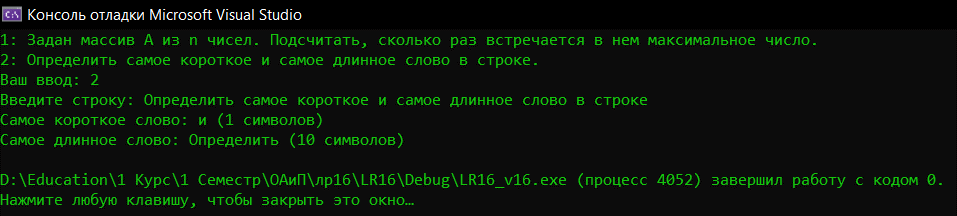 Консоль отладки Microsoft Visual Studio
1: Задан массив A из n чисел. Подсчитать, сколько раз встречается в нем максимальное число.
2: Определить самое короткое и самое длинное слово в строке.
Ваш ввод: 2
Введите строку: Определить самое короткое и самое длинное слово в строке
Самое короткое слово: и (1 символов)
Самое длинное слово: Определить (10 символов)
D:\Education\1 Курс\1 Семестр\ОАиП\лр16\LR16\Debug\LR16_v16.exe (процесс 4052) завершил работу с кодом 0.
Нажмите любую клавишу, чтобы закрыть это окно…